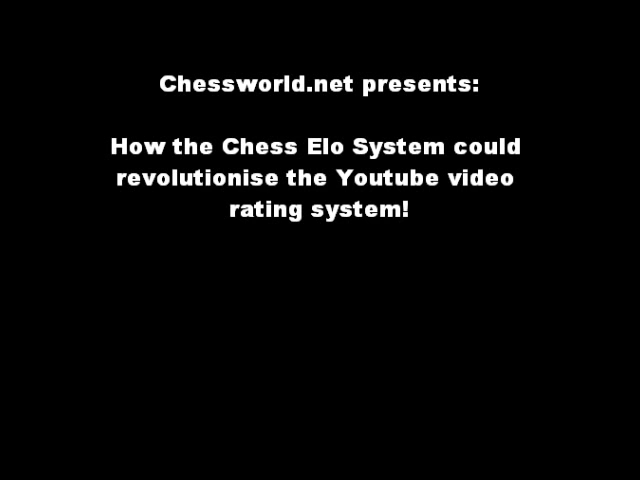 Chessworld.net presents:
How the Chess Elo System could
revolutionise the Youtube video
rating system!